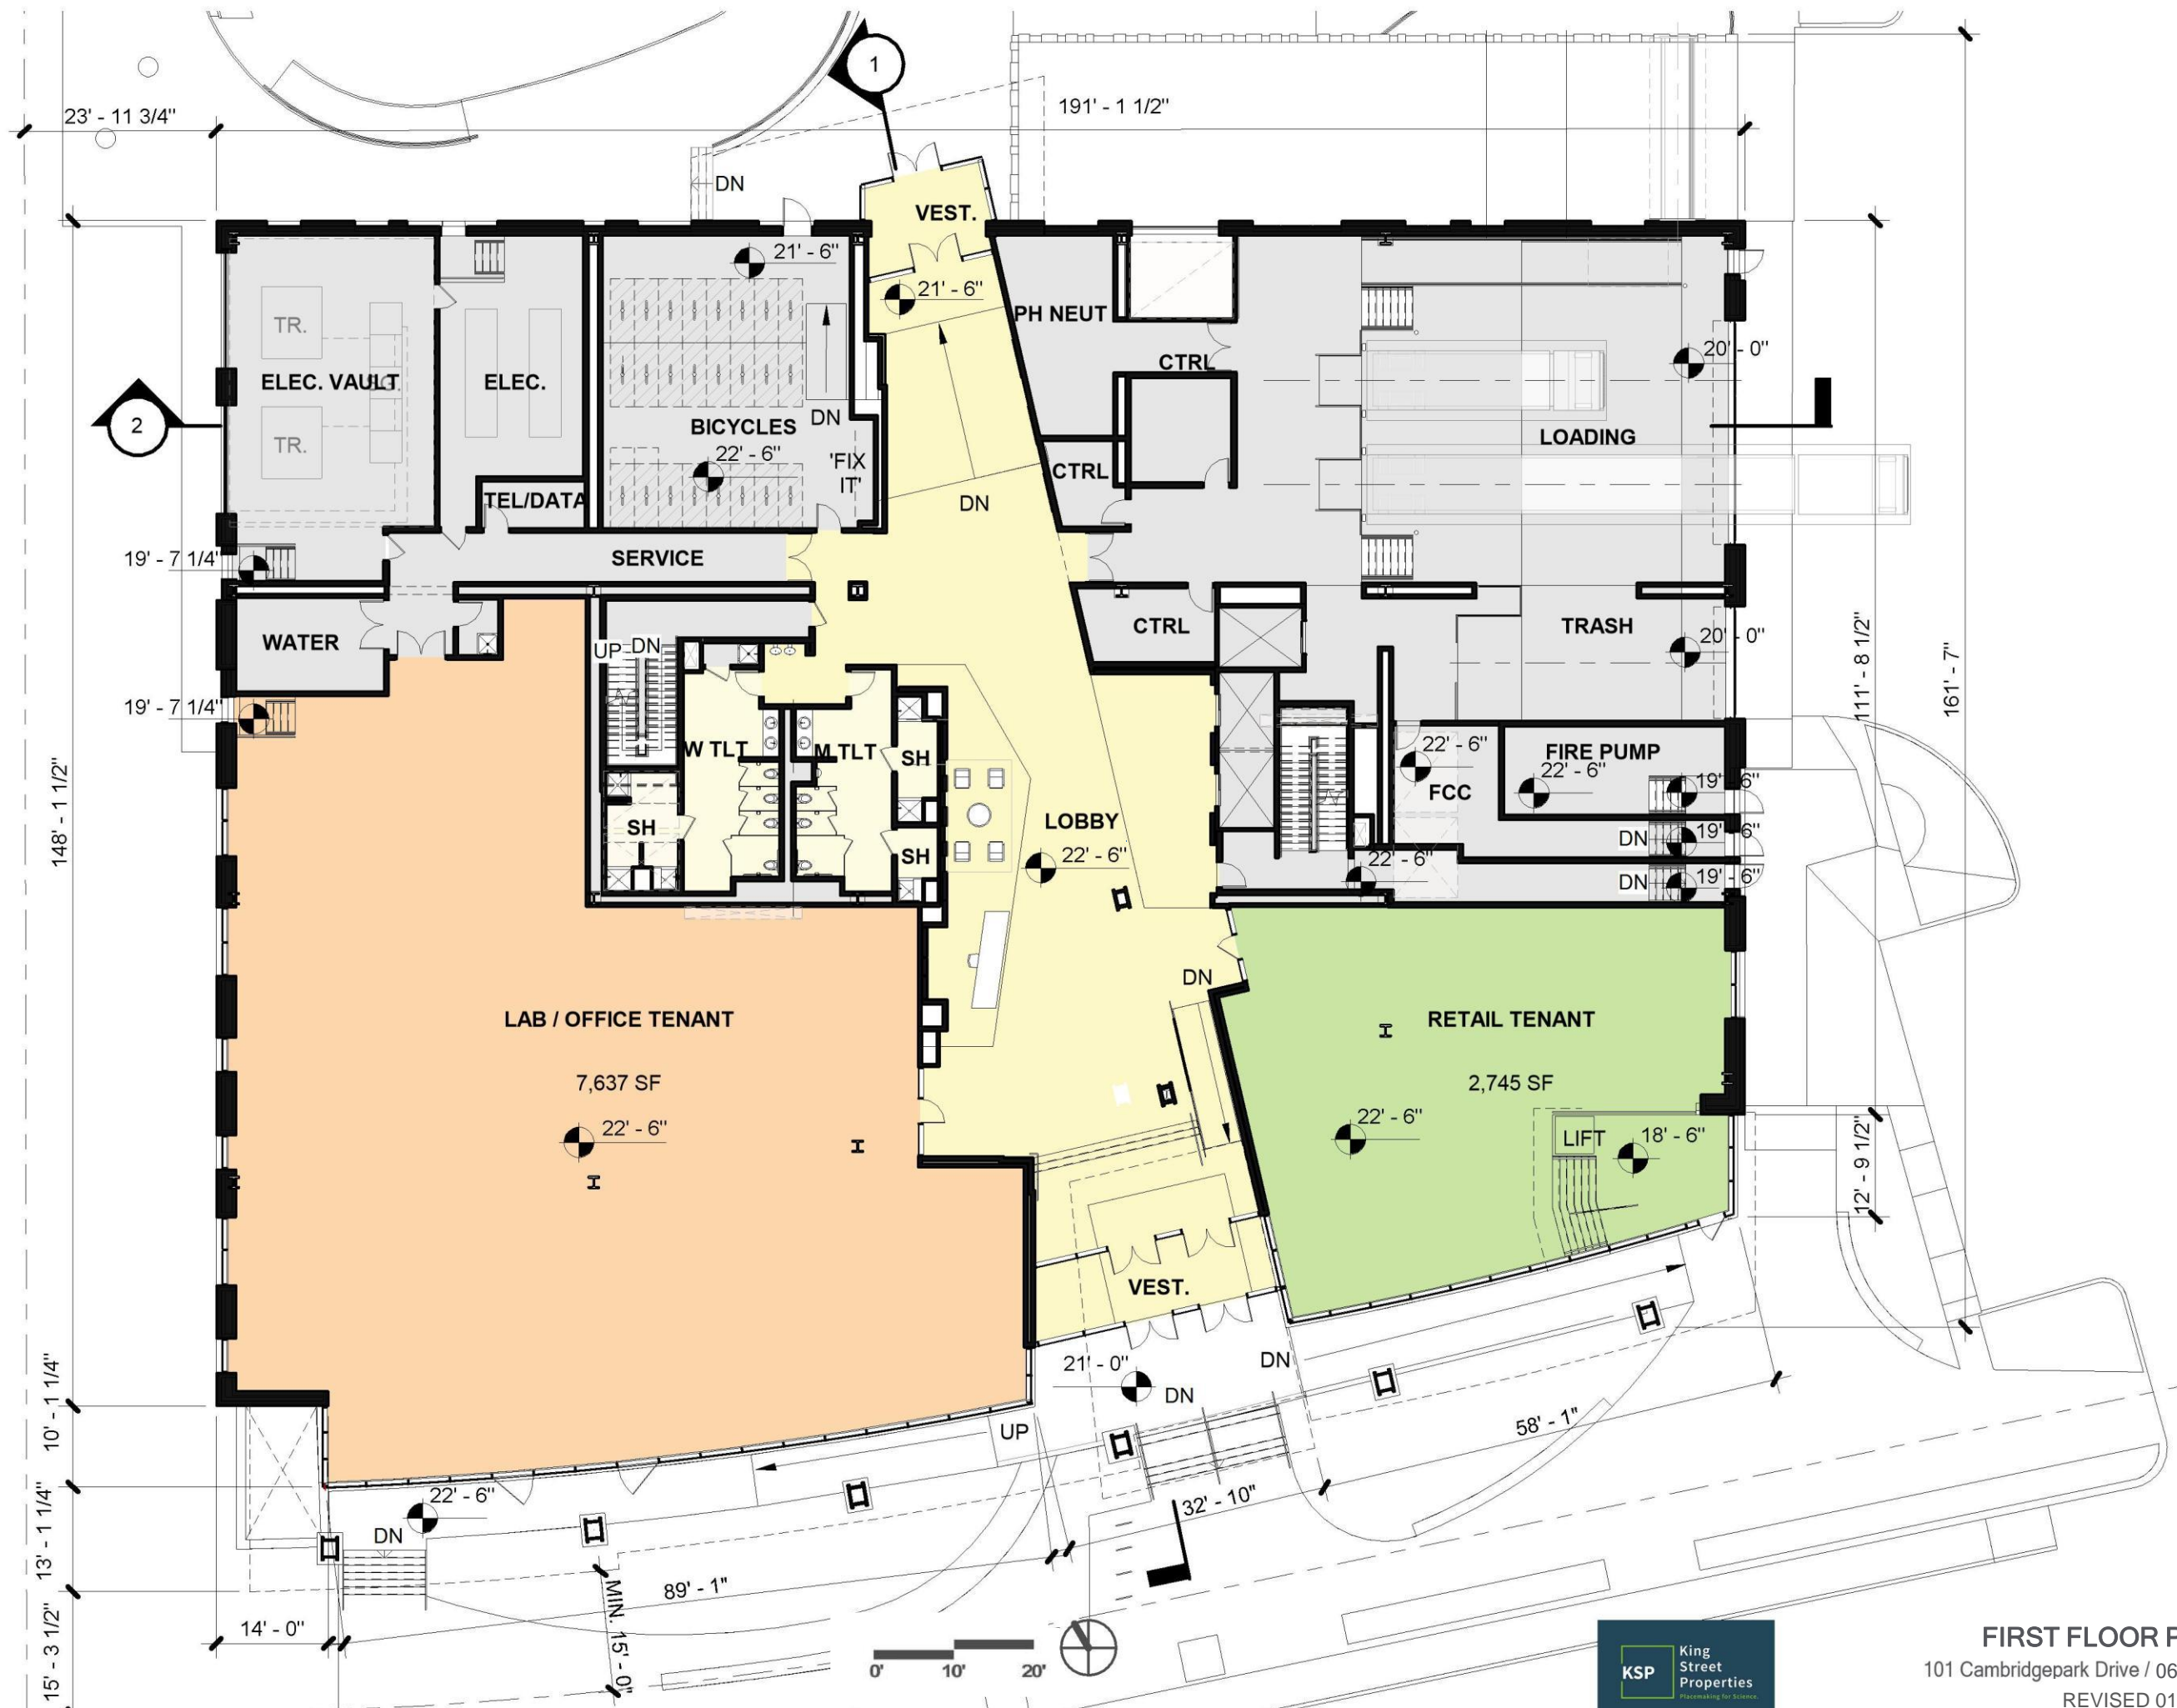 1
23' - 11 3/4"
191' - 1 1/2"
DN
VEST.
21' - 6"
21' - 6"
PH NEUT
TR.
ELEC. VAULT
ELEC.
CTRL
20' - 0"
2
TR.
BICYCLES
DN
22' - 6"
'FIX
IT'
CTRL
LOADING
TEL/DATA
DN
19' - 7 1/4"
SERVICE
WATER
UP
DN
CTRL
TRASH
20' - 0"
19' - 7 1/4"
111' - 8 1/2"
161' - 7"
148' - 1 1/2"
W TLT
M TLT
SH
22' - 6"
FIRE PUMP
22' - 6"
19' - 6"
FCC
SH
LOBBY
22' - 6"
SH
DN
19' - 6"
22' - 6"
DN
19' - 6"
DN
LAB / OFFICE TENANT
RETAIL TENANT
7,637 SF
2,745 SF
22' - 6"
22' - 6"
LIFT
18' - 6"
12' - 9 1/2"
VEST.
21' - 0"
DN
DN
10' - 1 1/4"
UP
58' - 1"
22' - 6"
32' - 10"
DN
13' - 1 1/4"
89' - 1"
MIN. 15' - 0"
14' - 0"
15' - 3 1/2"
0'
10'
20'
KSP
King
Street
Properties
Placemaking for Science.
FIRST FLOOR P
101 Cambridgepark Drive / 06
REVISED 01